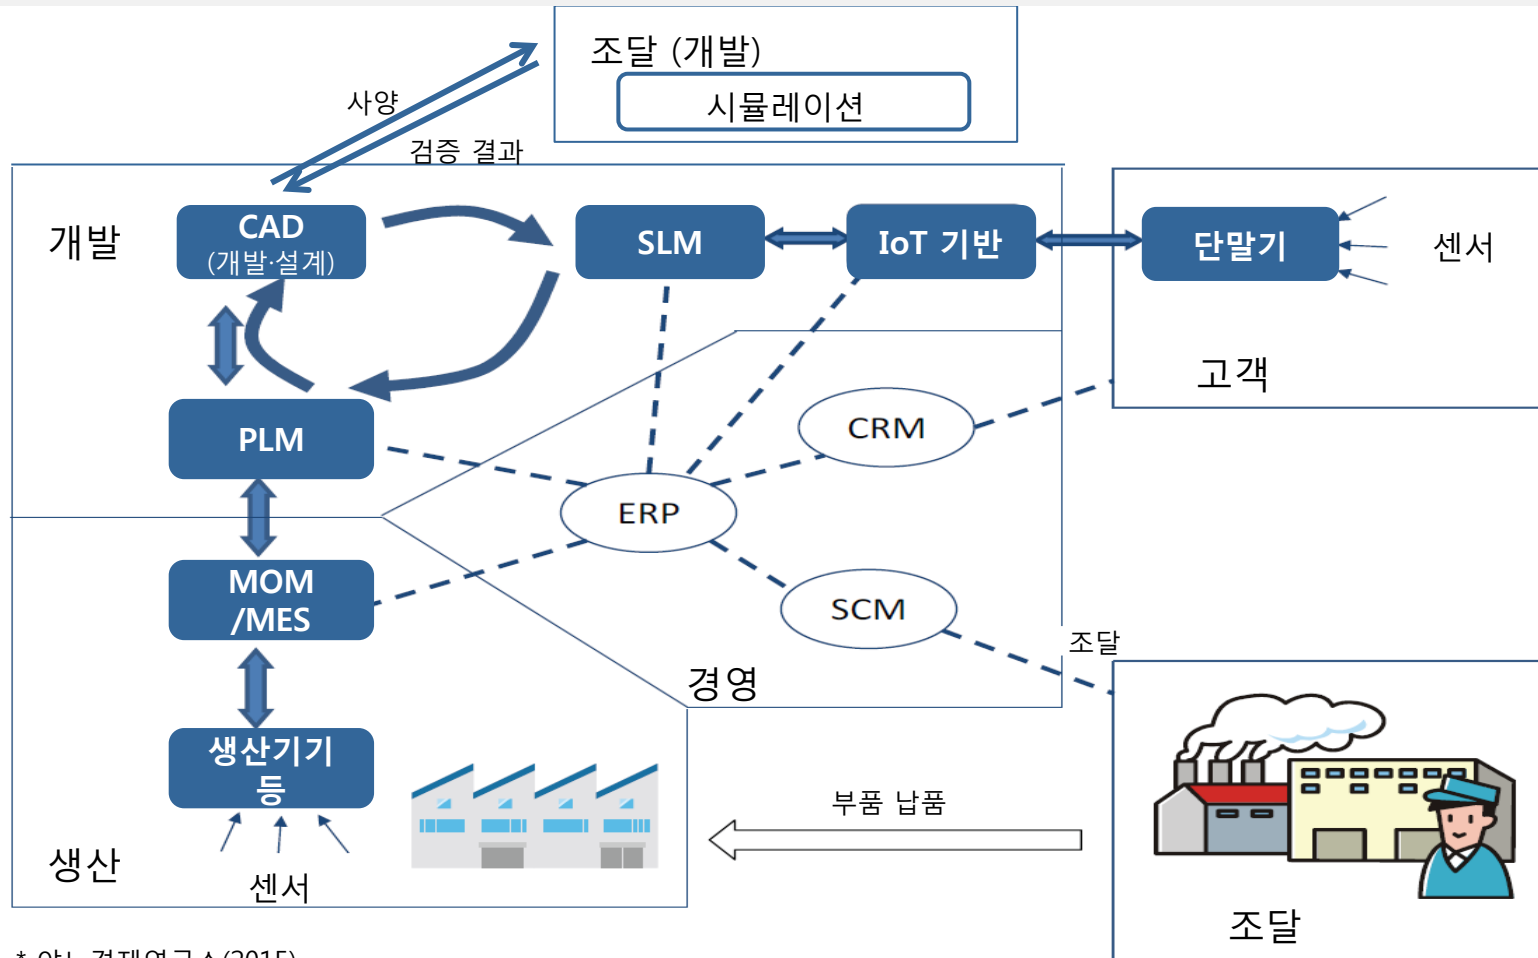 조달 (개발)
시뮬레이션
사양
검증 결과
개발
CAD
(개발·설계)
SLM
IoT 기반
단말기
센서
고객
PLM
CRM
ERP
MOM
/MES
SCM
조달
경영
생산기기
등
부품 납품
생산
센서
조달
(2015)